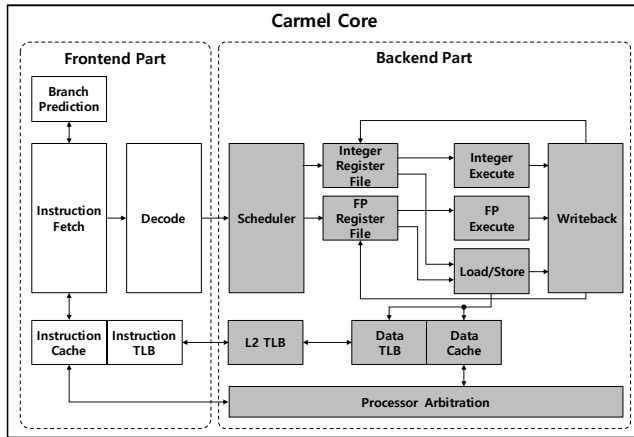 Carmel Core
Frontend Part
Backend Part
Branch
Prediction
Instruction
Fetch
Decode
Scheduler
Integer
Register
File
FP
Register
File
Integer
Execute
FP
Execute
Load/Store
Writeback
Instruction
Cache
Instruction
TLB
L2 TLB
Data
TLB
Data
Cache
Processor Arbitration